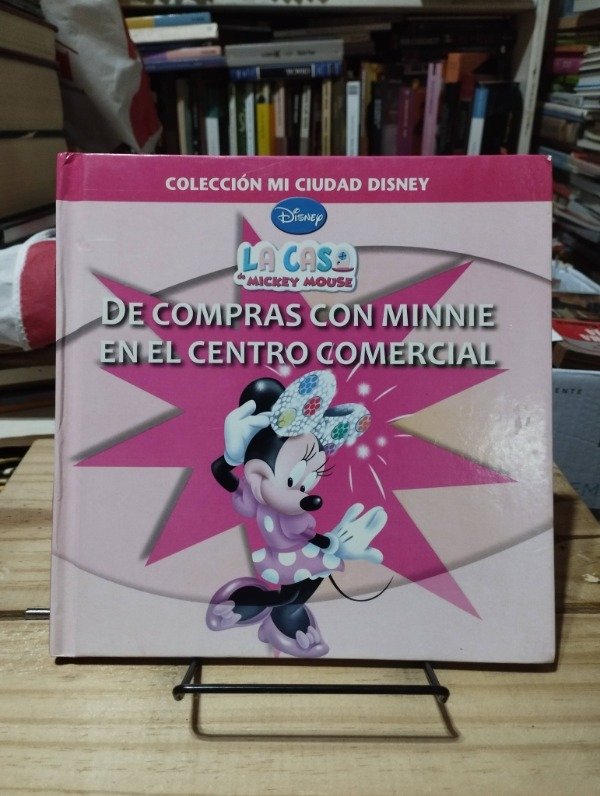 COLECCIÓN MI CIUDAD DISNEY
Disney
LA CASA
de MICKEY MOUSE
DE COMPRAS CON MINNIE
EN EL CENTRO COMERCIAL